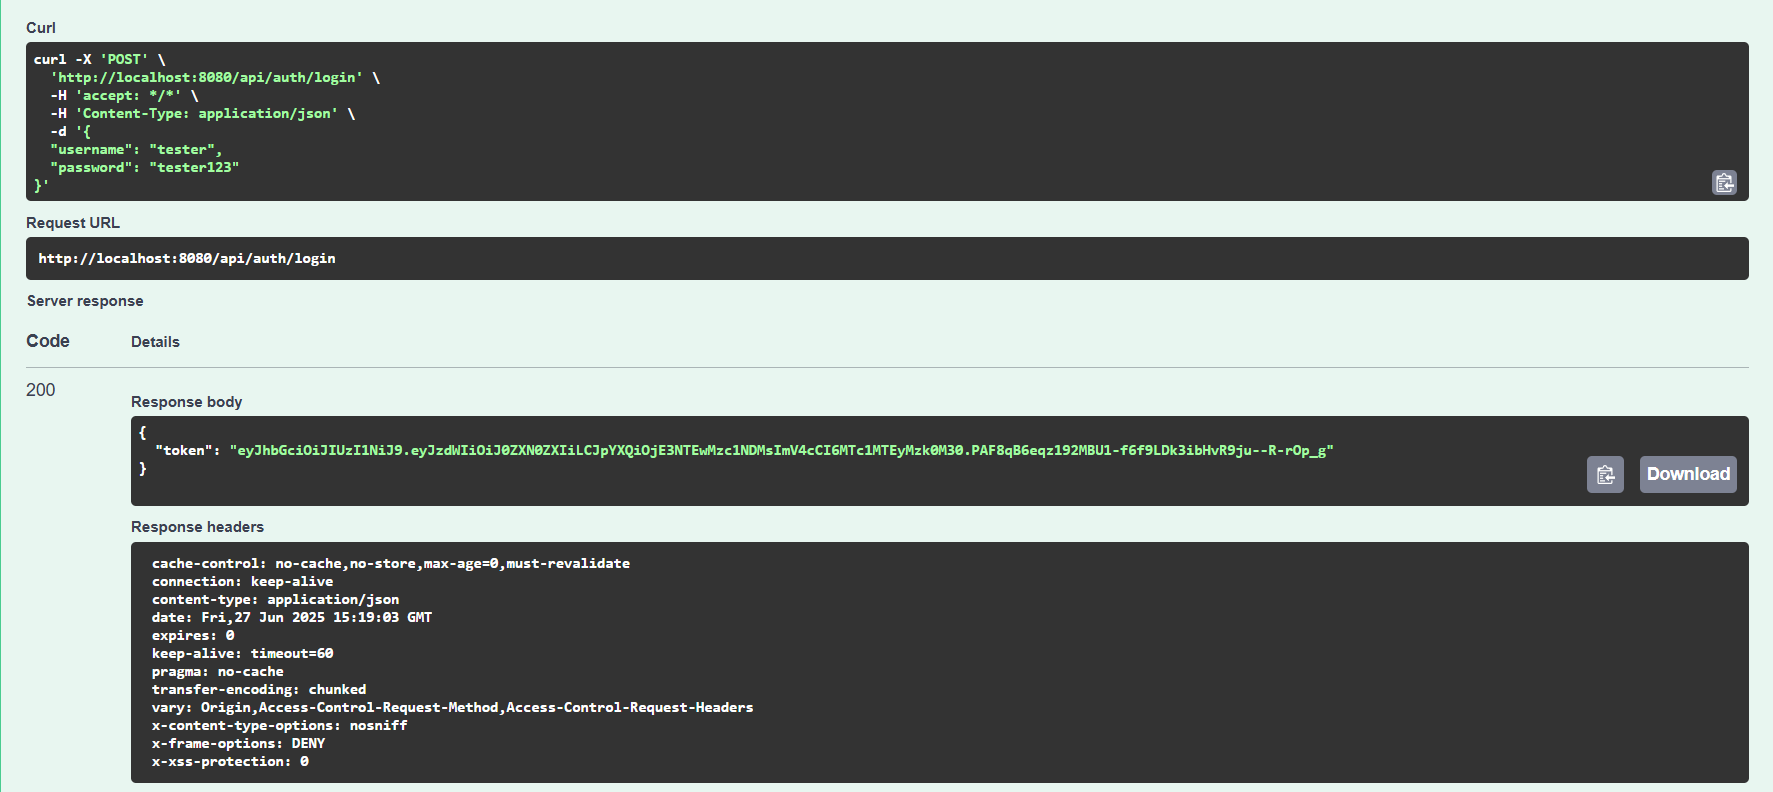 Curl
curl -X 'POST' \
'http://localhost:8080/api/auth/login' \
-H 'accept: */*' \
-H 'Content-Type: application/json' \
-d '{
"username": "tester",
"password": "tester123"
}'
Request URL
http://localhost:8080/api/auth/login
Server response
Code Details
200
Response body
{
"token": "eyJhbGciOiJIUzI1NiJ9.eyJzdWIiOiJ0ZXN0ZXIiLCJpYXQiOjE3NTEwMzc1NDMsImV4cCI6MTc1MTEyMzk0M30.PAF8qB6eqz192MBU1-f6f9LDk3ibHvR9ju--R-rOp_g"
}
Download
Response headers
cache-control: no-cache,no-store,max-age=0,must-revalidate
connection: keep-alive
content-type: application/json
date: Fri,27 Jun 2025 15:19:03 GMT
expires: 0
keep-alive: timeout=60
pragma: no-cache
transfer-encoding: chunked
vary: Origin,Access-Control-Request-Method,Access-Control-Request-Headers
x-content-type-options: nosniff
x-frame-options: DENY
x-xss-protection: 0